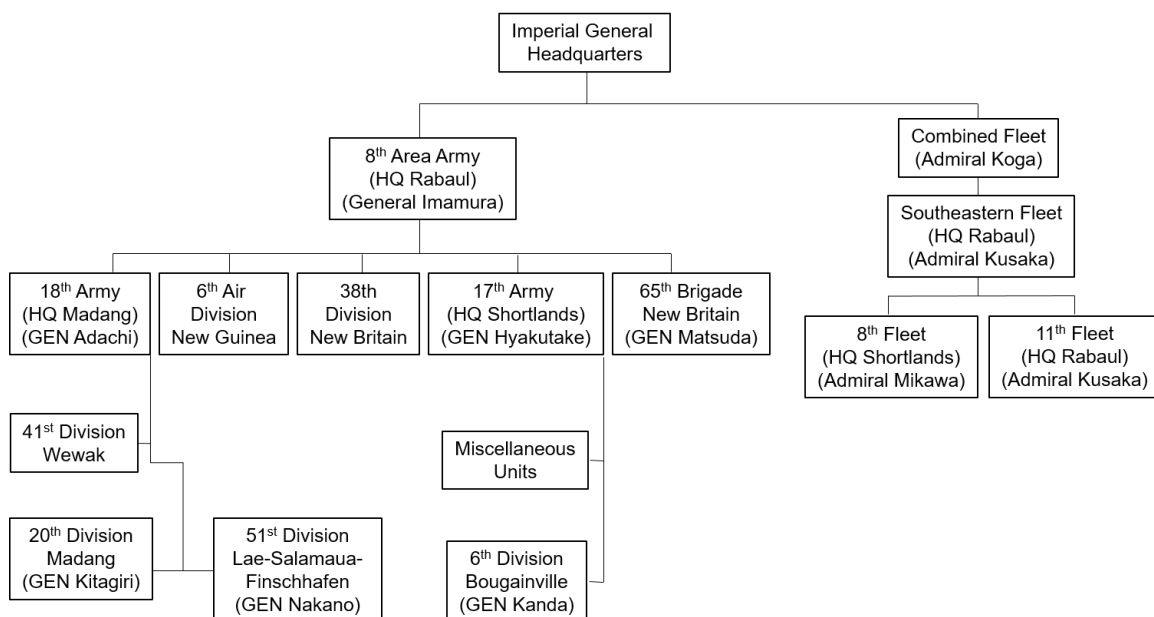 Imperial General
Headquarters
8th Area Army
(HQ Rabaul)
(General Imamura)
Combined Fleet
(Admiral Koga)
Southeastern Fleet
(HQ Rabaul)
(Admiral Kusaka)
18th Army
(HQ Madang)
(GEN Adachi)
6th Air
Division
New Guinea
38th
Division
New Britain
17th Army
(HQ Shortlands)
(GEN Hyakutake)
65th Brigade
New Britain
(GEN Matsuda)
8th Fleet
(HQ Shortlands)
(Admiral Mikawa)
11th Fleet
(HQ Rabaul)
(Admiral Kusaka)
41st Division
Wewak
Miscellaneous
Units
20th Division
Madang
(GEN Kitagiri)
51st Division
Lae-Salamaua-
Finschhafen
(GEN Nakano)
6th Division
Bougainville
(GEN Kanda)